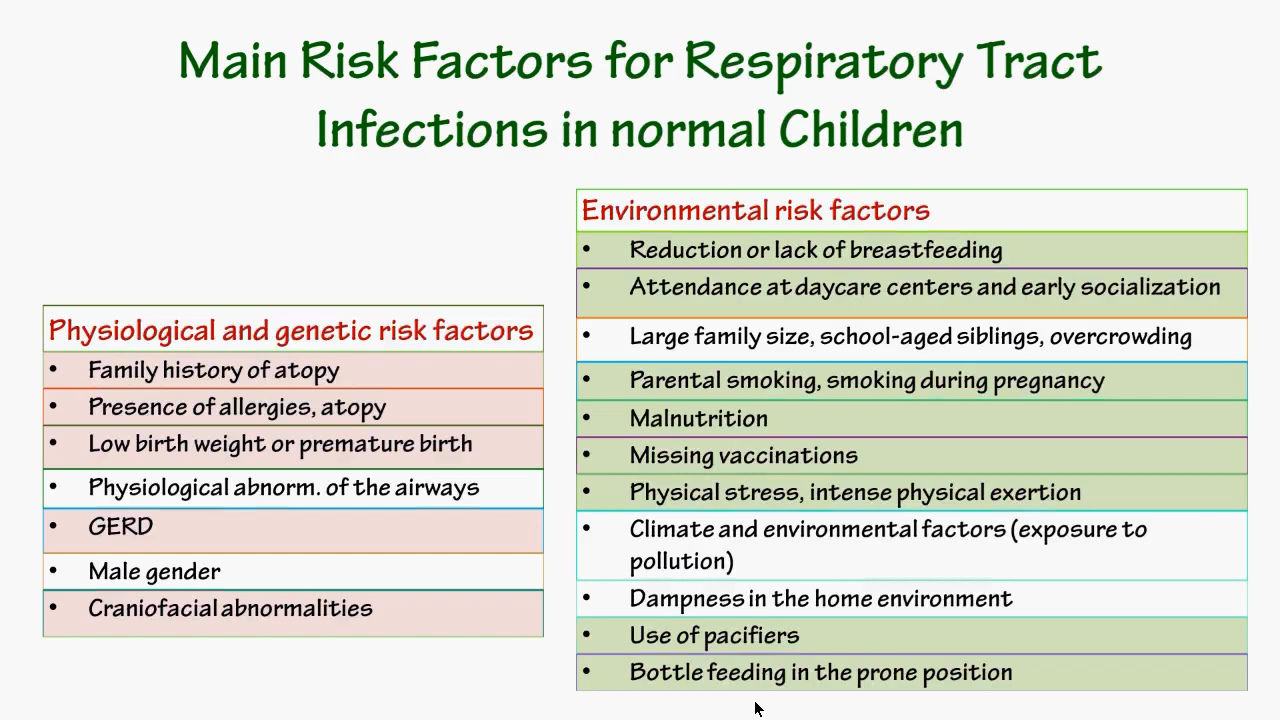 Main Risk Factors for Respiratory Tract
Infections in normal Children
Physiological and genetic risk factors
• Family history of atopy
• Presence of allergies, atopy
• Low birth weight or premature birth
• Physiological abnorm. of the airways
• GERD
• Male gender
• Craniofacial abnormalities
Environmental risk factors
• Reduction or lack of breastfeeding
• Attendance at daycare centers and early socialization
• Large family size, school-aged siblings, overcrowding
• Parental smoking, smoking during pregnancy
• Malnutrition
• Missing vaccinations
• Physical stress, intense physical exertion
• Climate and environmental factors (exposure to
pollution)
• Dampness in the home environment
• Use of pacifiers
• Bottle feeding in the prone position